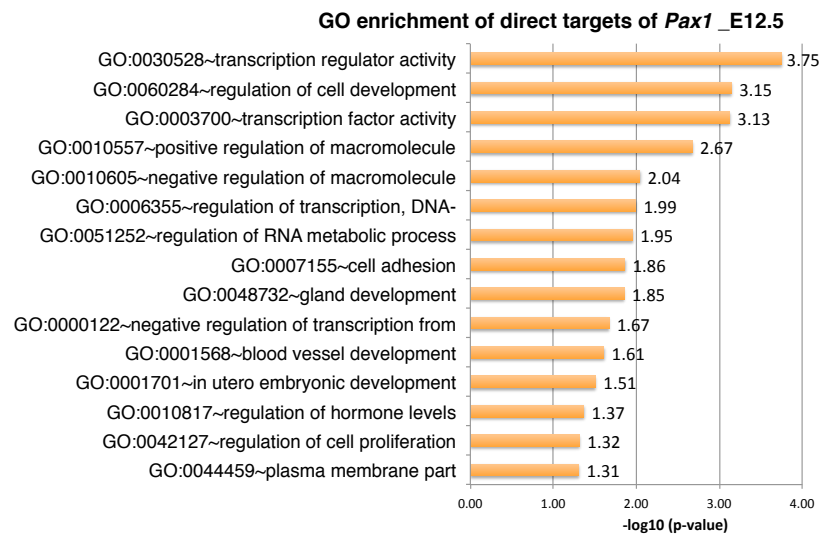 GO enrichment of direct targets of Pax1 _E12.5
GO:0030528~transcription regulator activity 3.75
GO:0060284~regulation of cell development 3.15
GO:0003700~transcription factor activity 3.13
GO:0010557~positive regulation of macromolecule 2.67
GO:0010605~negative regulation of macromolecule 2.04
GO:0006355~regulation of transcription, DNA- 1.99
GO:0051252~regulation of RNA metabolic process 1.95
GO:0007155~cell adhesion 1.86
GO:0048732~gland development 1.85
GO:0000122~negative regulation of transcription from 1.67
GO:0001568~blood vessel development 1.61
GO:0001701~in utero embryonic development 1.51
GO:0010817~regulation of hormone levels 1.37
GO:0042127~regulation of cell proliferation 1.32
GO:0044459~plasma membrane part 1.31
0.00 1.00 2.00 3.00 4.00
-log10 (p-value)